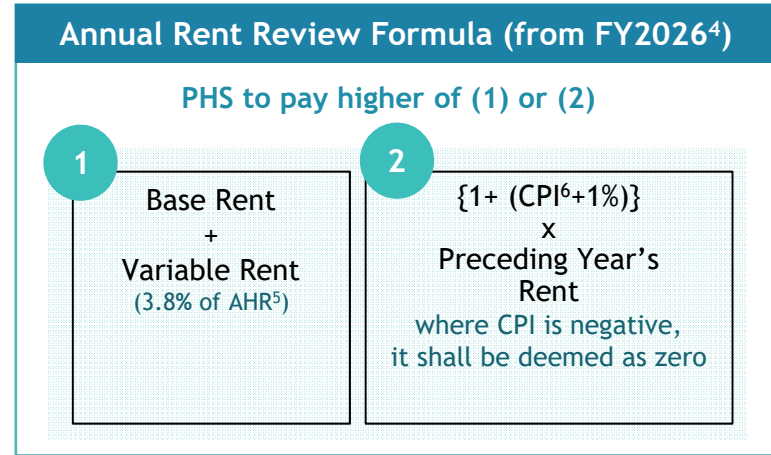 Annual Rent Review Formula (from FY2026⁴)
PHS to pay higher of (1) or (2)
1
Base Rent
+
Variable Rent
(3.8% of AHR⁵)
2
{1+ (CPI⁶+1%)}
x
Preceding Year’s
Rent
where CPI is negative,
it shall be deemed as zero